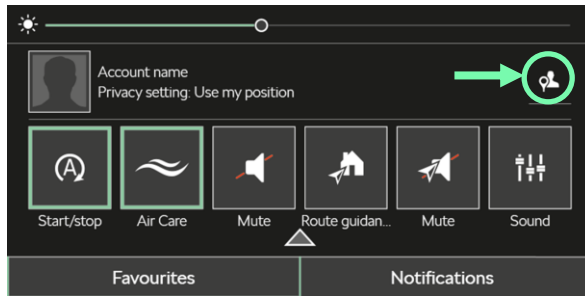 Account name
Privacy setting: Use my position
A
Start/stop Air Care Mute Route guidan... Mute Sound
Favourites Notifications